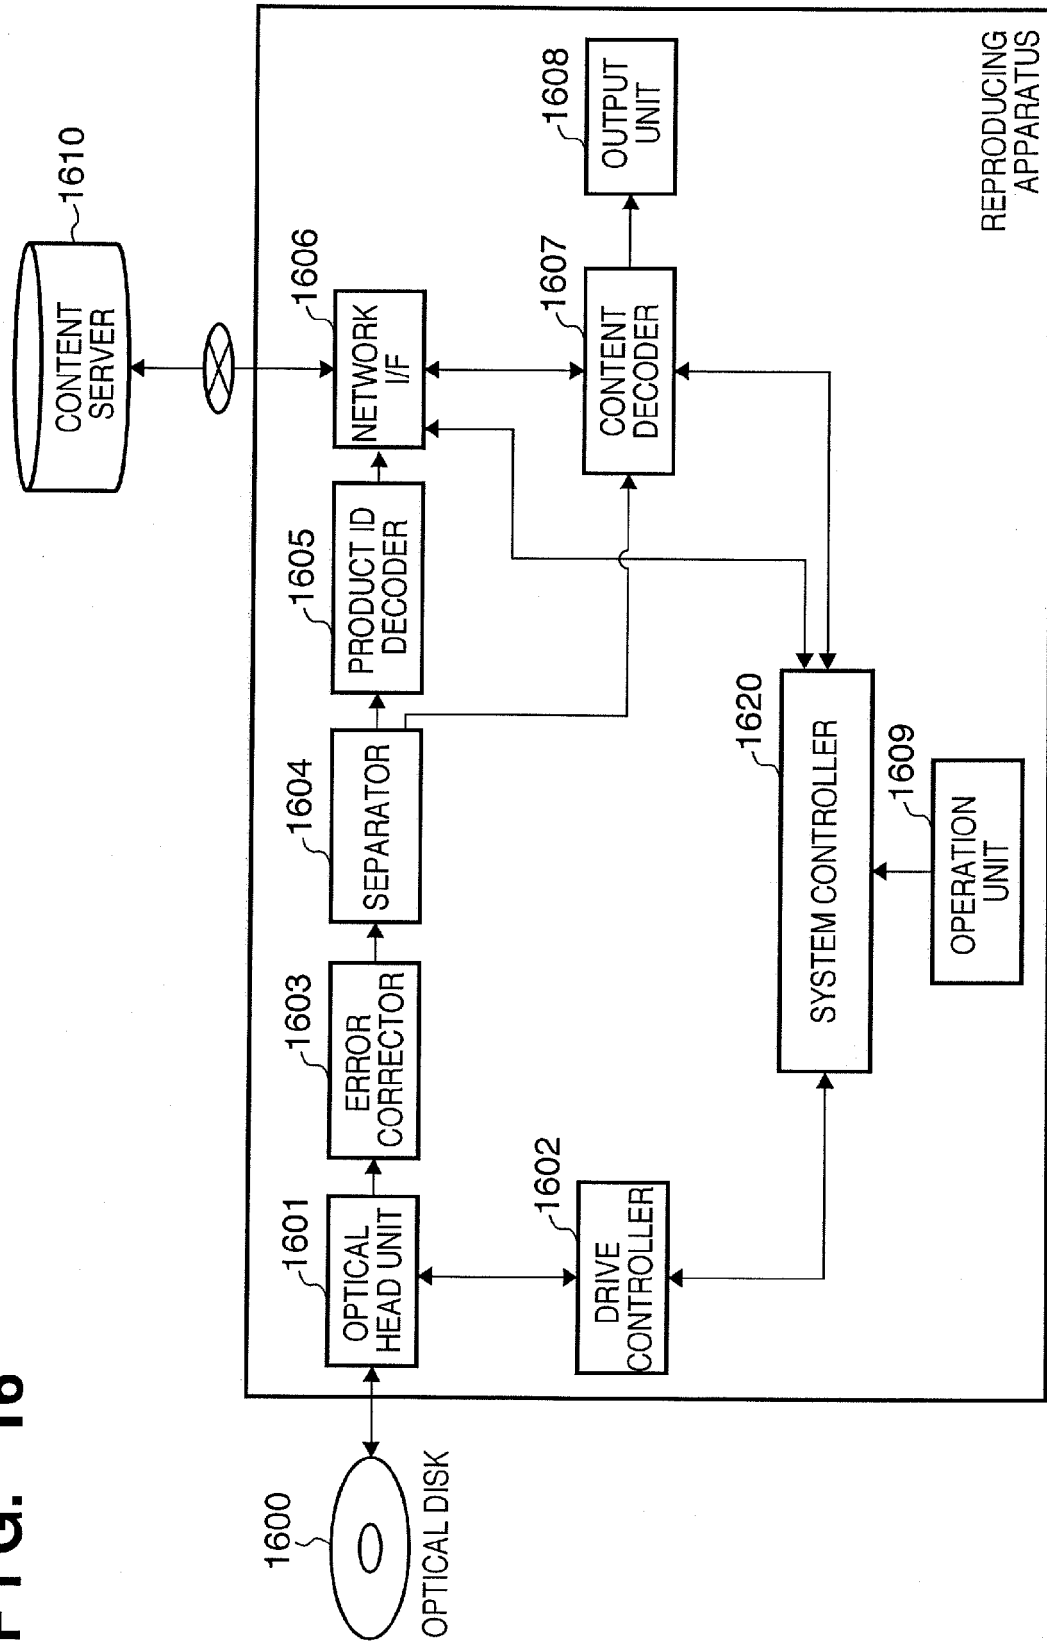 FIG. 16
1610
CONTENT
SERVER
1600
OPTICAL DISK
1601
OPTICAL
HEAD UNIT
1603
ERROR
CORRECTOR
1604
SEPARATOR
1605
PRODUCT ID
DECODER
1606
NETWORK
I/F
1602
DRIVE
CONTROLLER
1607
CONTENT
DECODER
1608
OUTPUT
UNIT
1620
SYSTEM CONTROLLER
1609
OPERATION
UNIT
REPRODUCING
APPARATUS